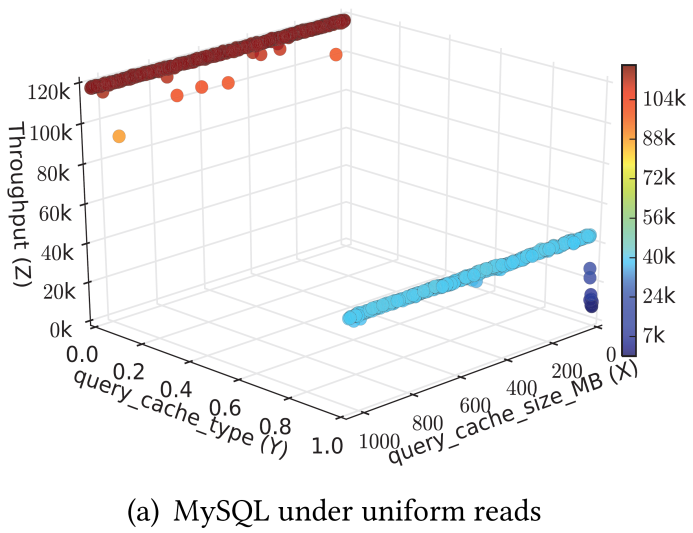 120k
100k
80k
60k
40k
20k
0k
Throughput (Z)
0.0
0.2
0.4
0.6
0.8
1.0
query_cache_type (Y)
1000
800
600
400
200
0
query_cache_size_MB (X)
104k
88k
72k
56k
40k
24k
7k
(a) MySQL under uniform reads